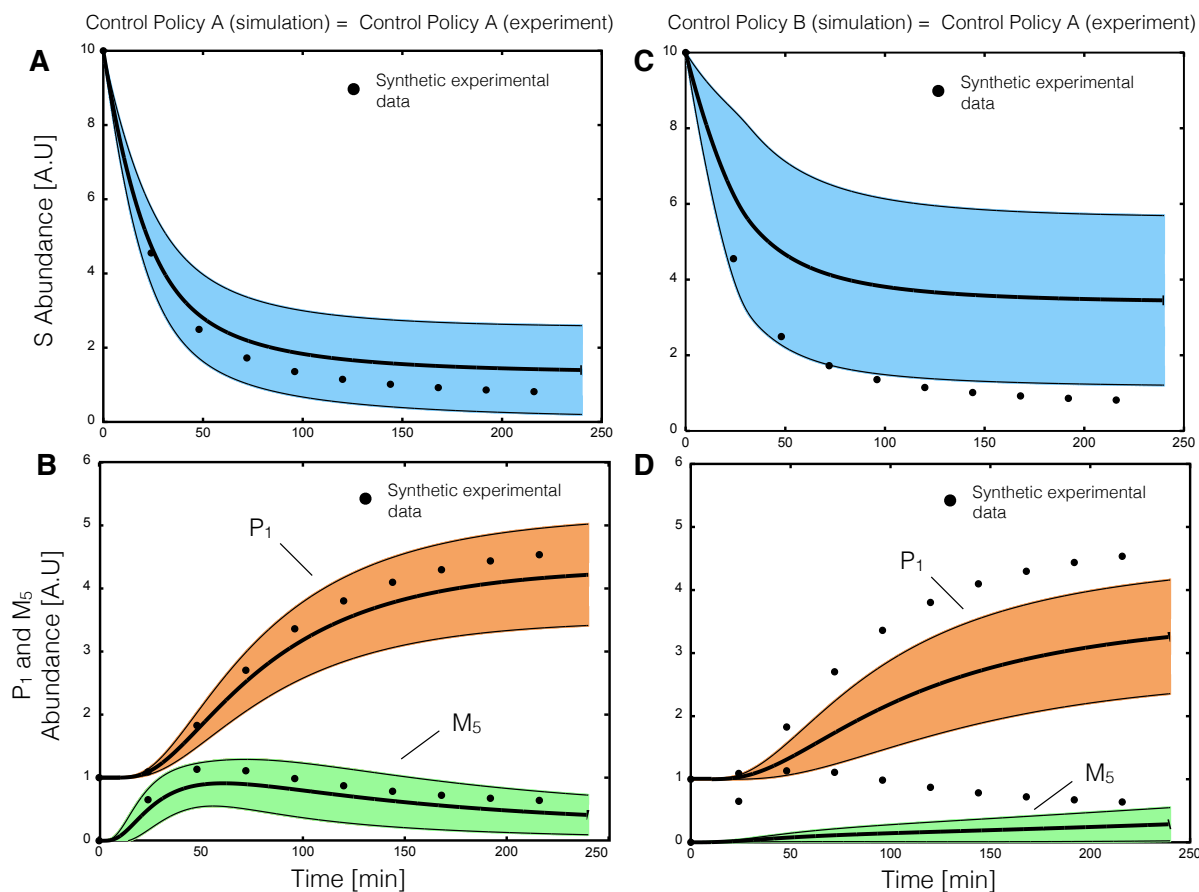 Control Policy A (simulation) = Control Policy A (experiment)
Control Policy B (simulation) = Control Policy A (experiment)
A
Synthetic experimental
data
S Abundance [A.U]
10
8
6
4
2
0
0
50
100
150
200
250
C
Synthetic experimental
data
10
8
6
4
2
0
0
50
100
150
200
250
B
Synthetic experimental
data
P1
M5
P1 and M5
Abundance [A.U]
6
5
4
3
2
1
0
0
50
100
150
200
250
Time [min]
D
Synthetic experimental
data
P1
M5
6
5
4
3
2
1
0
0
50
100
150
200
250
Time [min]